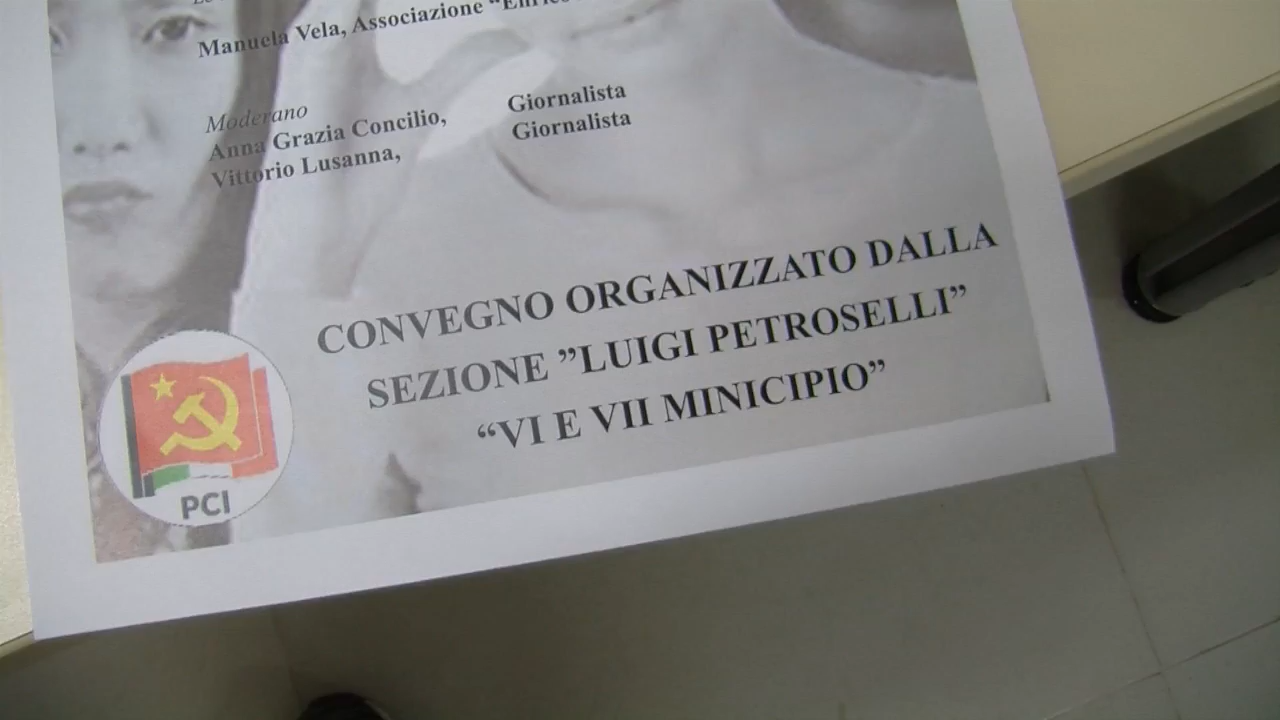 Manuela Vela, Associazione “Enrico
Moderano
Anna Grazia Concilio, Giornalista
Vittorio Lusanna, Giornalista
CONVEGNO ORGANIZZATO DALLA
SEZIONE ”LUIGI PETROSELLI”
“VI E VII MINICIPIO”
PCI